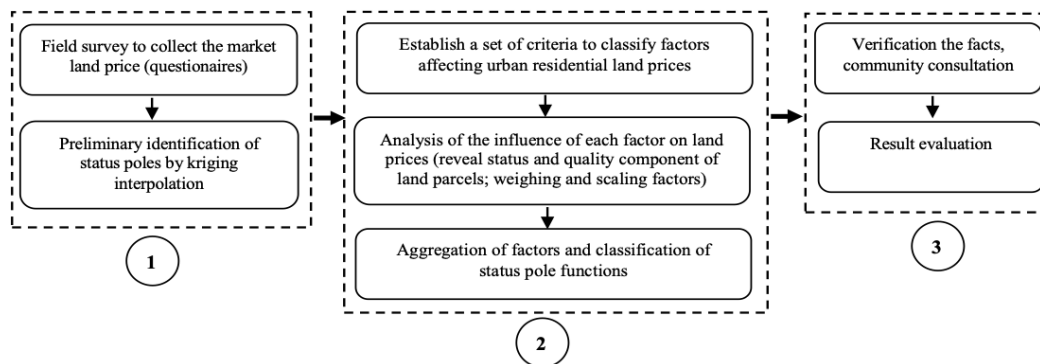 Field survey to collect the market
land price (questionaires)
Preliminary identification of
status poles by kriging
interpolation
1
Establish a set of criteria to classify factors
affecting urban residential land prices
Analysis of the influence of each factor on land
prices (reveal status and quality component of
land parcels; weighing and scaling factors)
Aggregation of factors and classification of
status pole functions
2
Verification the facts,
community consultation
Result evaluation
3